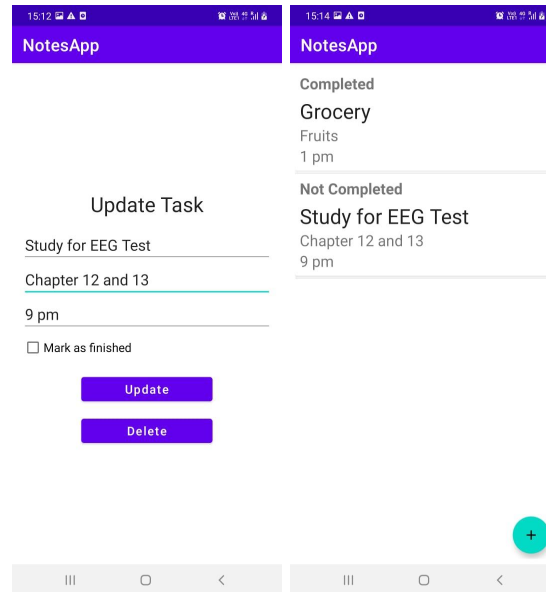 15:12
NotesApp
Update Task
Study for EEG Test
Chapter 12 and 13
9 pm
Mark as finished
Update
Delete
15:14
NotesApp
Completed
Grocery
Fruits
1 pm
Not Completed
Study for EEG Test
Chapter 12 and 13
9 pm
+